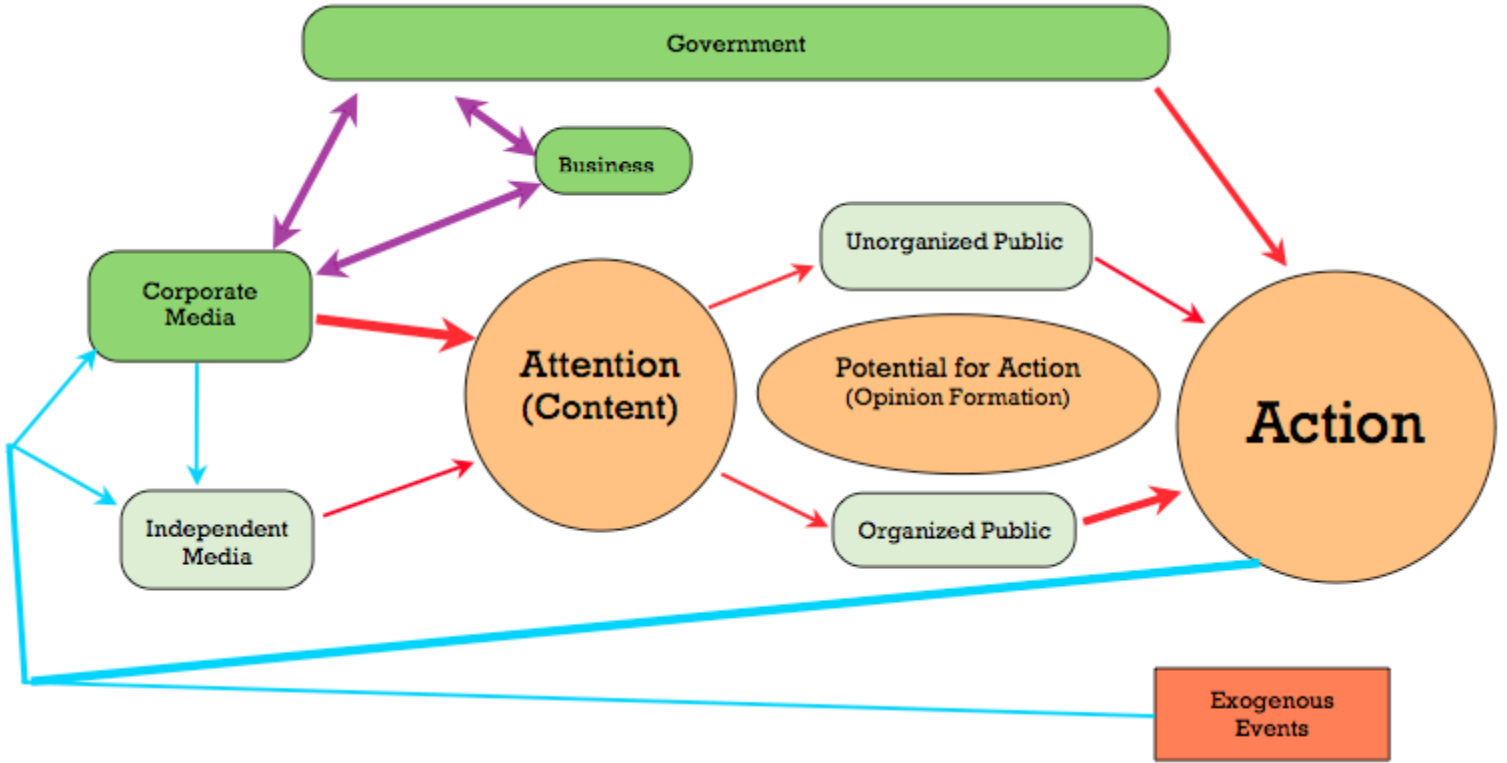 Government
Business
Unorganized Public
Corporate
Media
Attention
(Content)
Potential for Action
(Opinion Formation)
Action
Independent
Media
Organized Public
Exogenous
Events